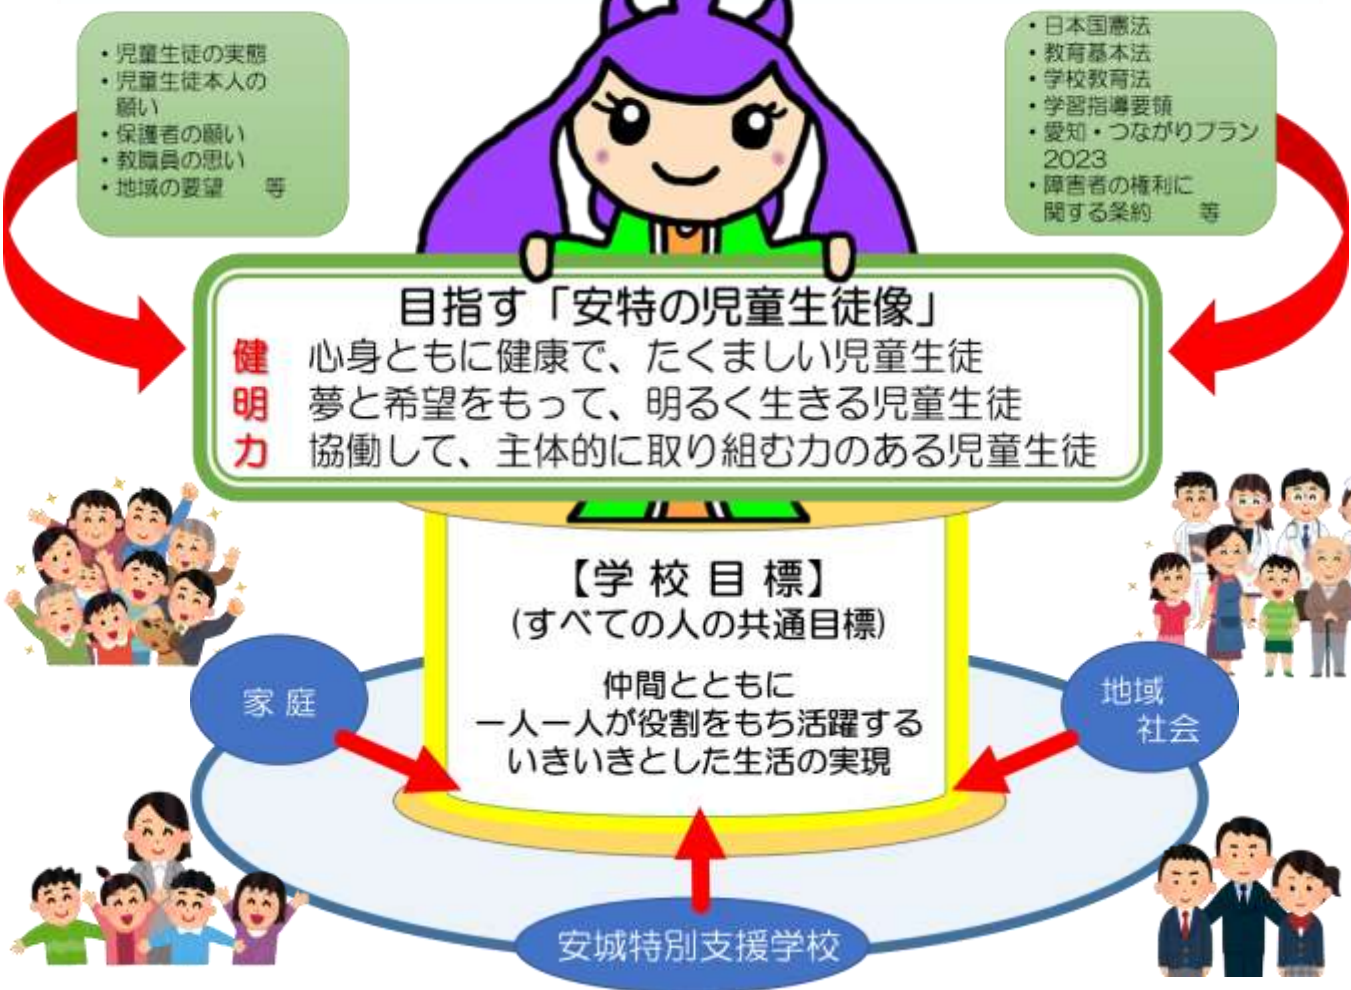 ・児童生徒の実態
・児童生徒本人の
願い
・保護者の願い
・教職員の思い
・地域の要望　等
・日本国憲法
・教育基本法
・学校教育法
・学習指導要領
・愛知・つながりプラン
2023
・障害者の権利に
関する条約　等
目指す「安特の児童生徒像」
健　心身ともに健康で、たくましい児童生徒
明　夢と希望をもって、明るく生きる児童生徒
力　協働して、主体的に取り組む力のある児童生徒
【学 校 目 標】
(すべての人の共通目標)
仲間とともに
一人一人が役割をもち活躍する
いきいきとした生活の実現
家 庭
地域
社会
安城特別支援学校